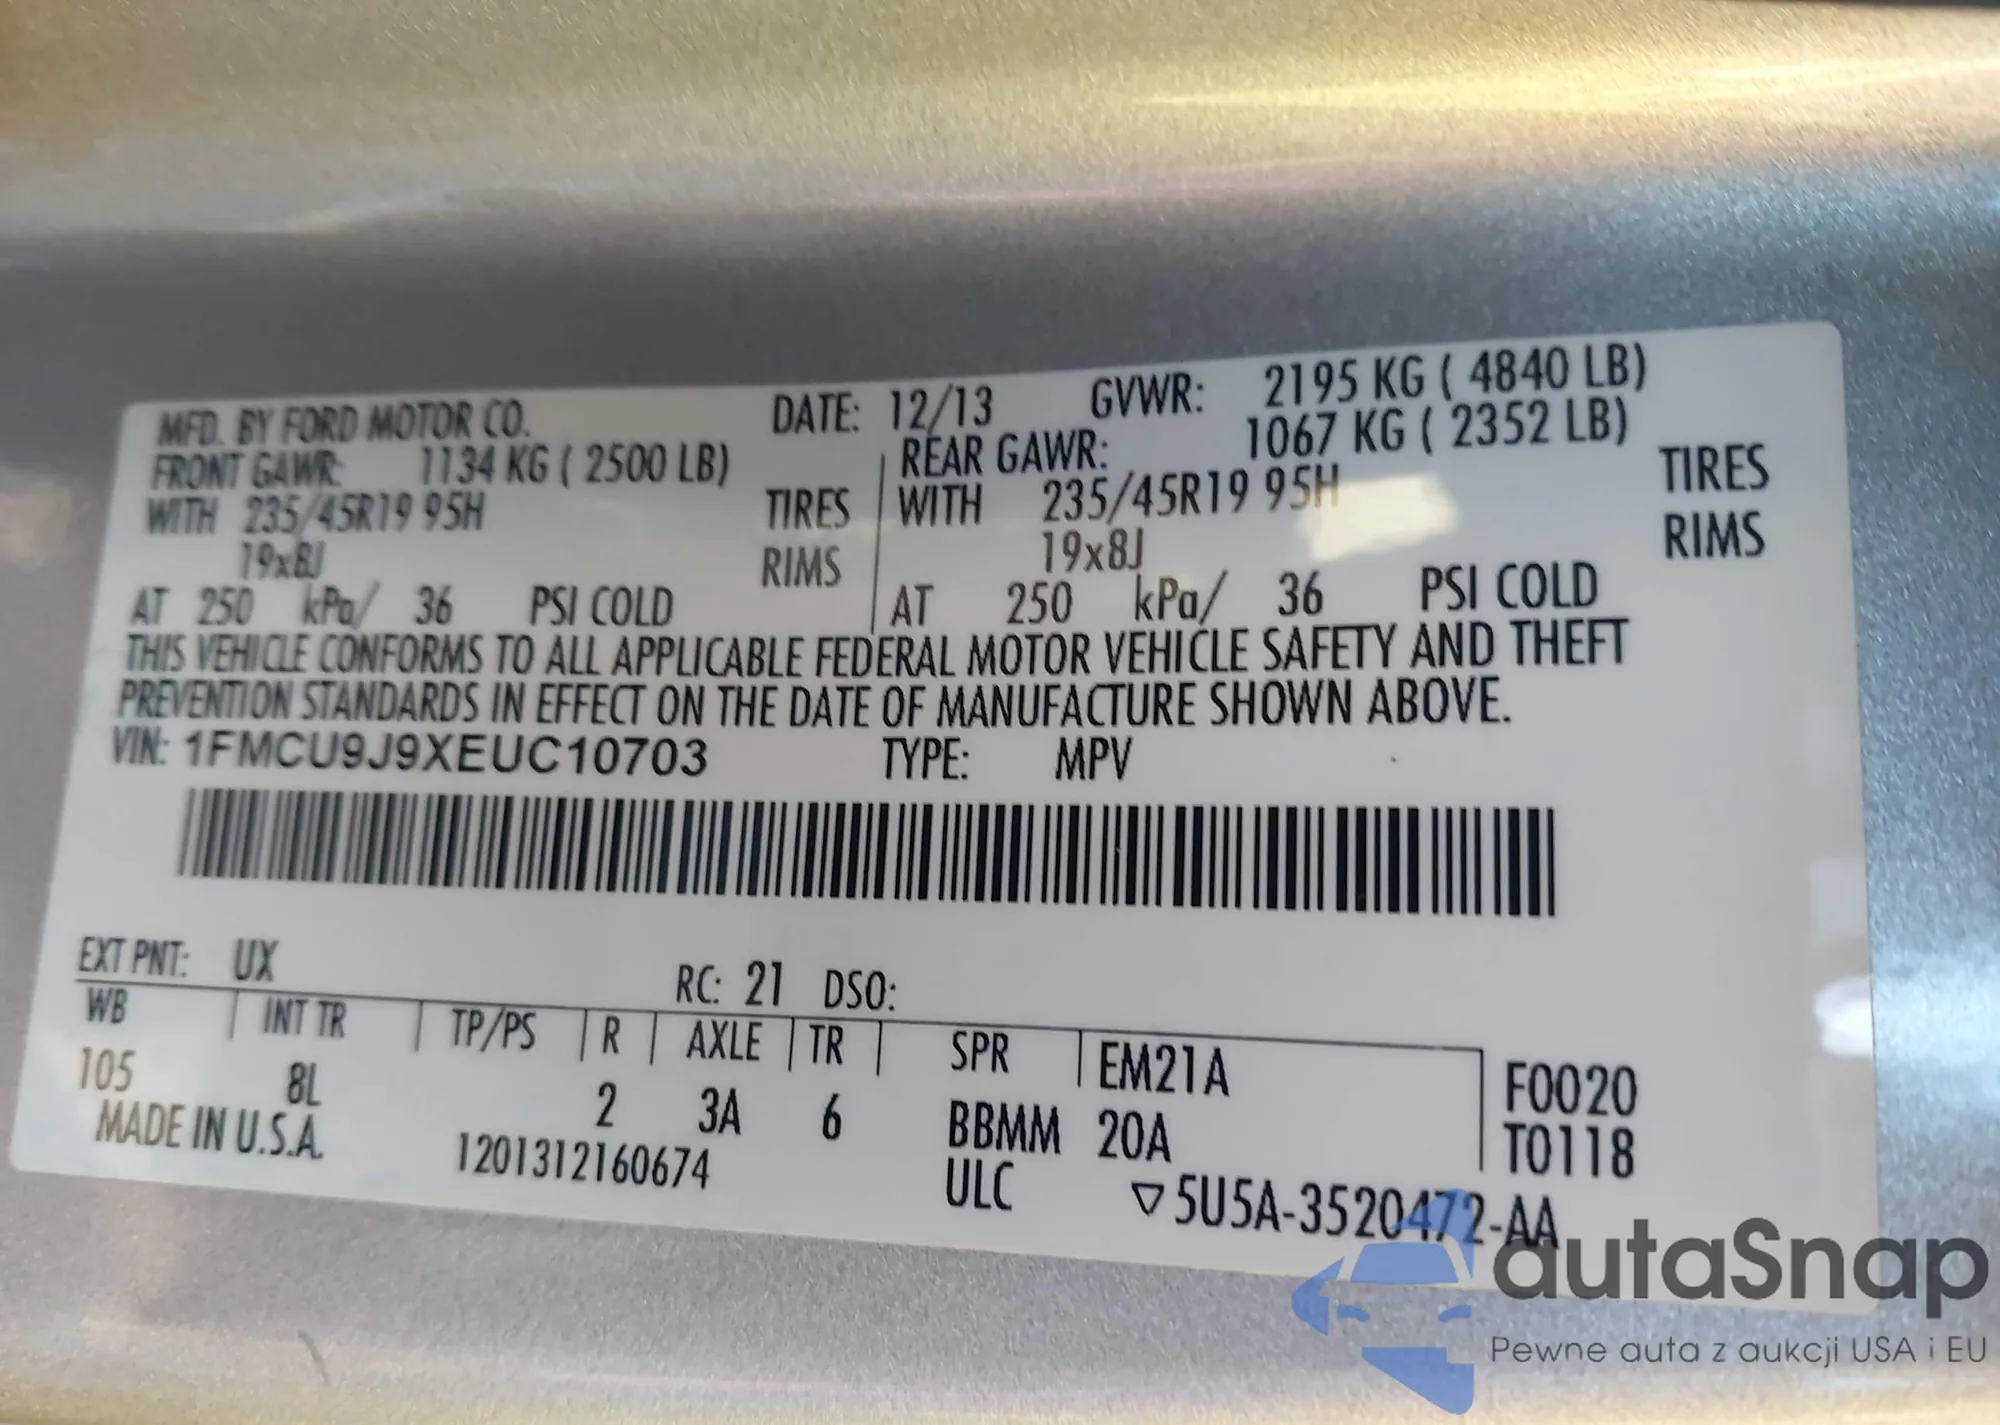 MFD. BY FORD MOTOR CO. DATE: 12/13 GVWR: 2195 KG ( 4840 LB)
FRONT GAWR: 1134 KG ( 2500 LB) REAR GAWR: 1067 KG ( 2352 LB)
WITH 235/45R19 95H TIRES WITH 235/45R19 95H TIRES
19x8J RIMS 19x8J RIMS
AT 250 kPa/ 36 PSI COLD AT 250 kPa/ 36 PSI COLD
THIS VEHICLE CONFORMS TO ALL APPLICABLE FEDERAL MOTOR VEHICLE SAFETY AND THEFT
PREVENTION STANDARDS IN EFFECT ON THE DATE OF MANUFACTURE SHOWN ABOVE.
VIN: 1FMCU9J9XEUC10703 TYPE: MPV
EXT PNT: UX RC: 21 DSO:
WB INT TR TP/PS R AXLE TR SPR EM21A F0020
105 8L 2 3A 6 BBMM 20A T0118
MADE IN U.S.A. 1201312160674 ULC ▽5U5A-3520472-AA
autaSnap
Pewne auta z aukcji USA i EU